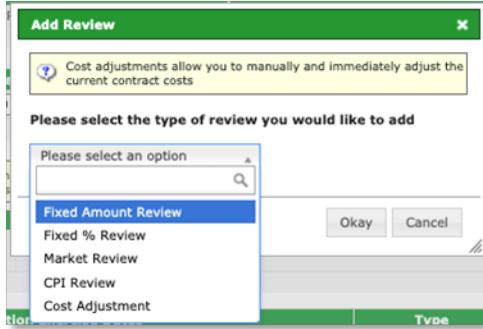 Add Review
Cost adjustments allow you to manually and immediately adjust the
current contract costs
Please select the type of review you would like to add
Please select an option
Fixed Amount Review
Fixed % Review
Market Review
CPI Review
Cost Adjustment
Okay
Cancel
Type